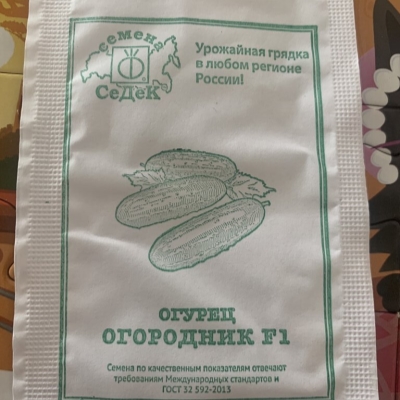 семена
СеДеК
Урожайная грядка
в любом регионе
России!
ОГУРЕЦ
ОГОРОДНИК F1
Семена по качественным показателям отвечают
требованиям Международных стандартов и
ГОСТ 32 592-2013